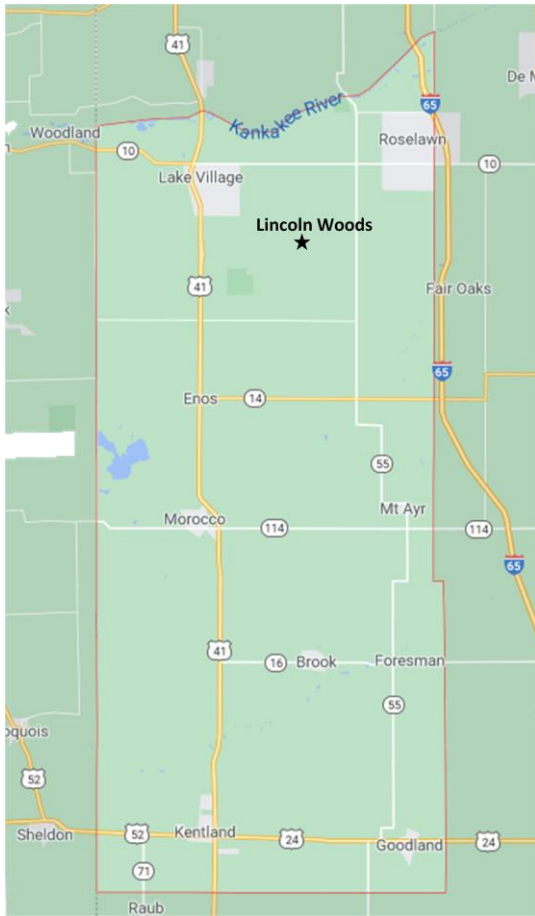 41
65
De M
Kankakee River
Woodland
10
Roselawn
10
Lake Village
Lincoln Woods
41
Fair Oaks
65
Enos
14
55
Mt Ayr
Morocco
114
114
65
41
16
Brook
Foresman
55
oquois
52
Sheldon
52
Kentland
24
Goodland
24
71
Raub